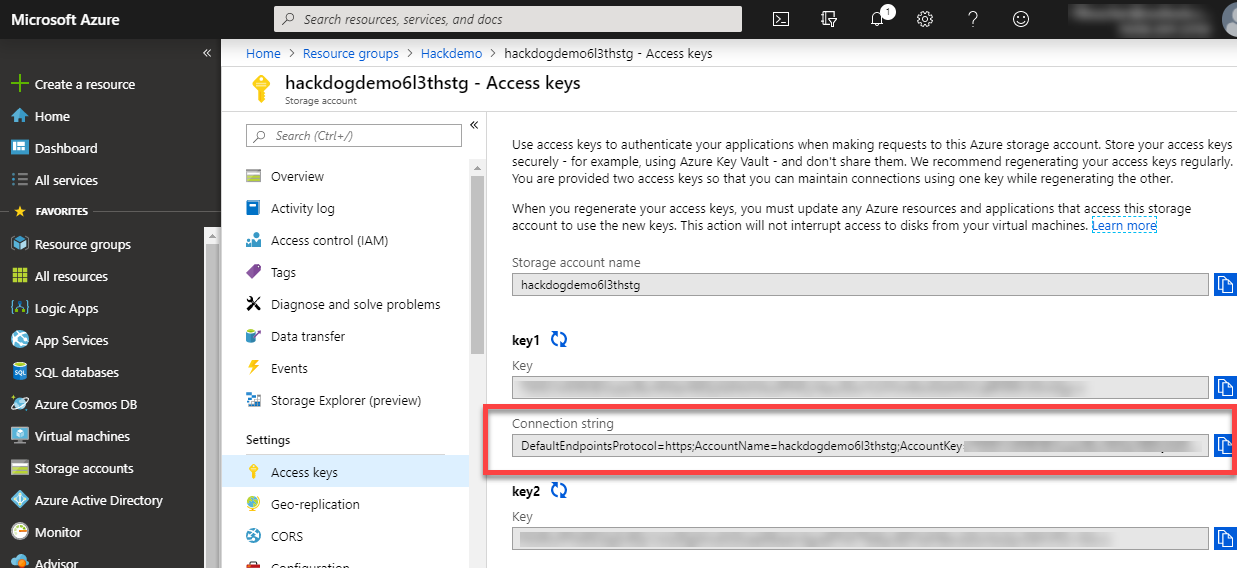 Microsoft Azure
Search resources, services, and docs
1
Home > Resource groups > Hackdemo > hackdogdemo6l3thstg - Access keys
hackdogdemo6l3thstg - Access keys
Storage account
Create a resource
Home
Dashboard
All services
FAVORITES
Resource groups
All resources
Logic Apps
App Services
SQL databases
Azure Cosmos DB
Virtual machines
Storage accounts
Azure Active Directory
Monitor
Advisor
Search (Ctrl+/)
Overview
Activity log
Access control (IAM)
Tags
Diagnose and solve problems
Data transfer
Events
Storage Explorer (preview)
Settings
Access keys
Geo-replication
CORS
Configuration
Use access keys to authenticate your applications when making requests to this Azure storage account. Store your access keys
securely - for example, using Azure Key Vault - and don't share them. We recommend regenerating your access keys regularly.
You are provided two access keys so that you can maintain connections using one key while regenerating the other.
When you regenerate your access keys, you must update any Azure resources and applications that access this storage
account to use the new keys. This action will not interrupt access to disks from your virtual machines. Learn more
Storage account name
hackdogdemo6l3thstg
key1
Key
Connection string
DefaultEndpointsProtocol=https;AccountName=hackdogdemo6l3thstg;AccountKey
key2
Key